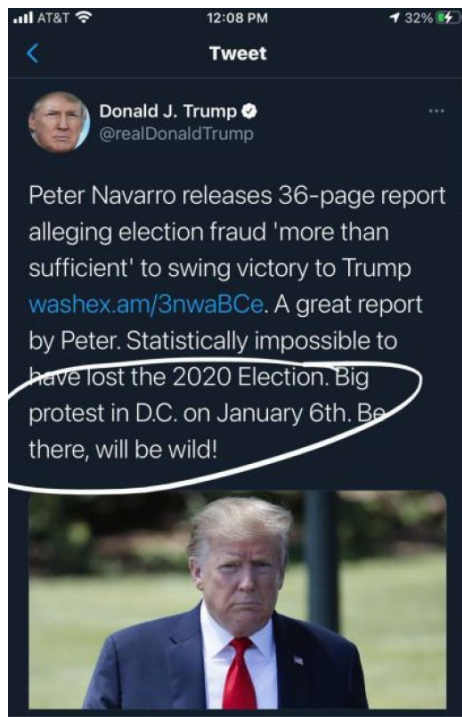 AT&T 12:08 PM 32%
Tweet
Donald J. Trump
@realDonaldTrump
Peter Navarro releases 36-page report
alleging election fraud 'more than
sufficient' to swing victory to Trump
washex.am/3nwaBCe. A great report
by Peter. Statistically impossible to
have lost the 2020 Election. Big
protest in D.C. on January 6th. Be
there, will be wild!